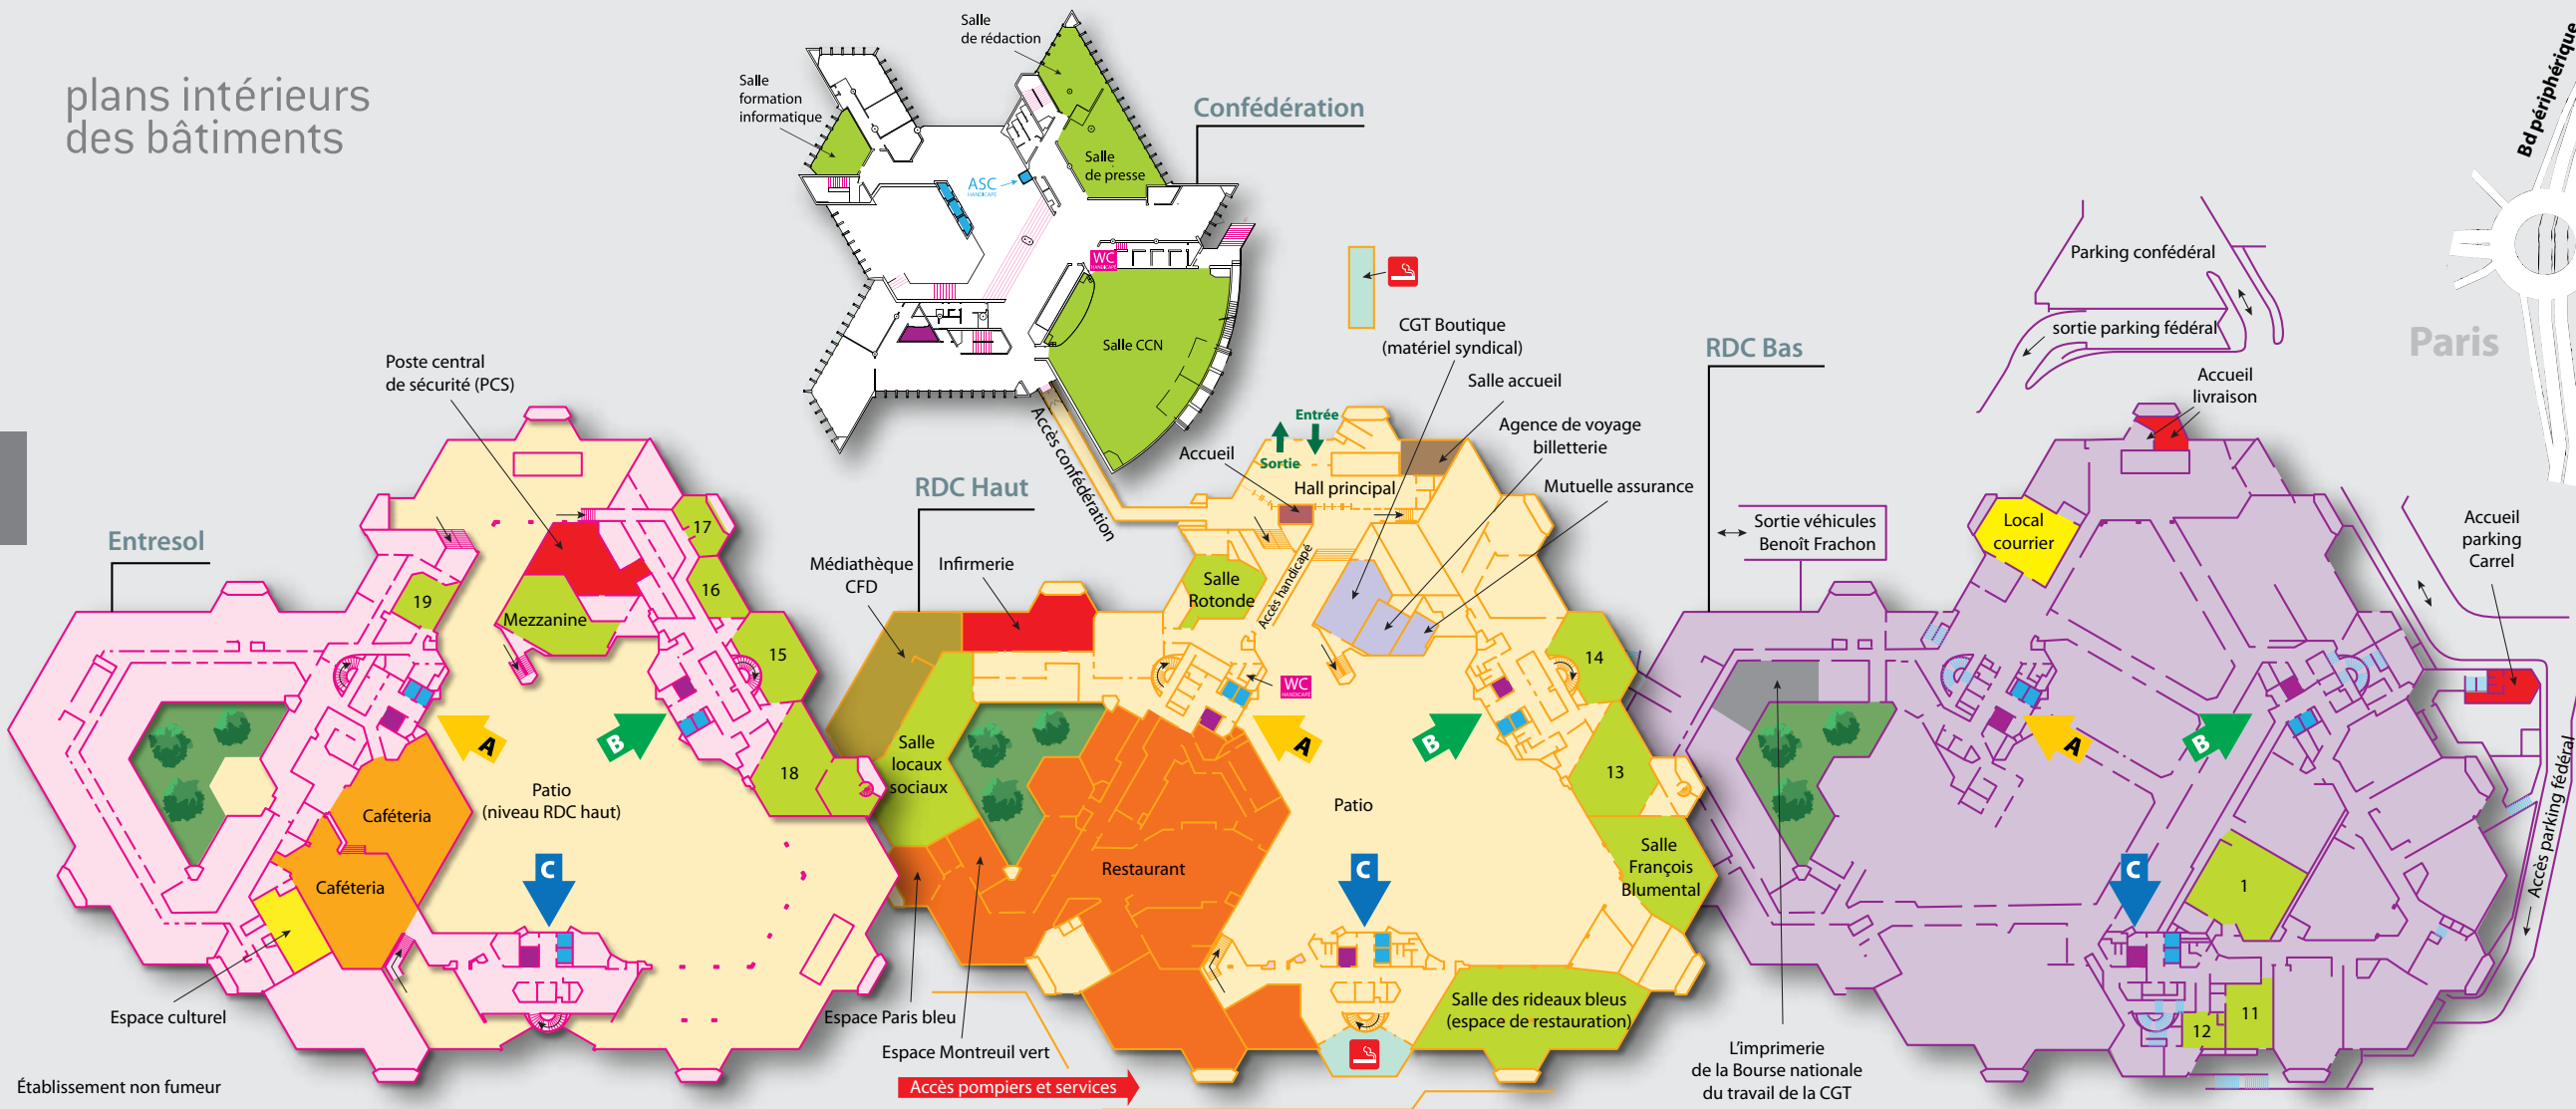 plans intérieurs
des bâtiments
Salle
de rédaction
Salle
formation
informatique
Confédération
Salle
de presse
ASC
HANDICAPÉ
WC
HANDICAPÉ
Salle CCN
Accès confédération
Bd périphérique
Paris
Parking confédéral
sortie parking fédéral
Accueil
livraison
Entresol
Poste central
de sécurité (PCS)
17
16
15
18
19
Mezzanine
A
B
C
Patio
(niveau RDC haut)
Caféteria
Caféteria
Espace culturel
Établissement non fumeur
RDC Haut
Médiathèque
CFD
Infirmerie
Accueil
Sortie
Entrée
Hall principal
CGT Boutique
(matériel syndical)
Salle accueil
Agence de voyage
billetterie
Mutuelle assurance
Salle
Rotonde
Accès handicapé
WC
HANDICAPÉ
Salle
locaux
sociaux
A
B
C
Patio
14
13
Salle
François
Blumental
Restaurant
Espace Paris bleu
Espace Montreuil vert
Salle des rideaux bleus
(espace de restauration)
Accès pompiers et services
RDC Bas
Sortie véhicules
Benoît Frachon
Local
courrier
Accueil
parking
Carrel
Accès parking fédéral
A
B
C
1
11
12
L'imprimerie
de la Bourse nationale
du travail de la CGT